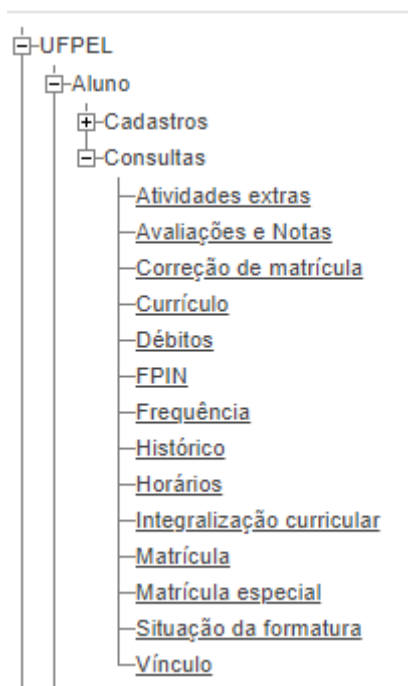 UFPEL
Aluno
Cadastros
Consultas
Atividades extras
Avaliações e Notas
Correção de matrícula
Currículo
Débitos
FPIN
Frequência
Histórico
Horários
Integralização curricular
Matrícula
Matrícula especial
Situação da formatura
Vínculo